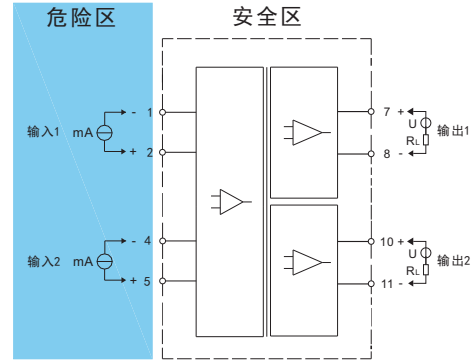 危险区 安全区
- 1
输入1 mA
+ 2
- 4
输入2 mA
+ 5
7 +
U
RL
8 -
输出1
10 +
U
RL
11 -
输出2